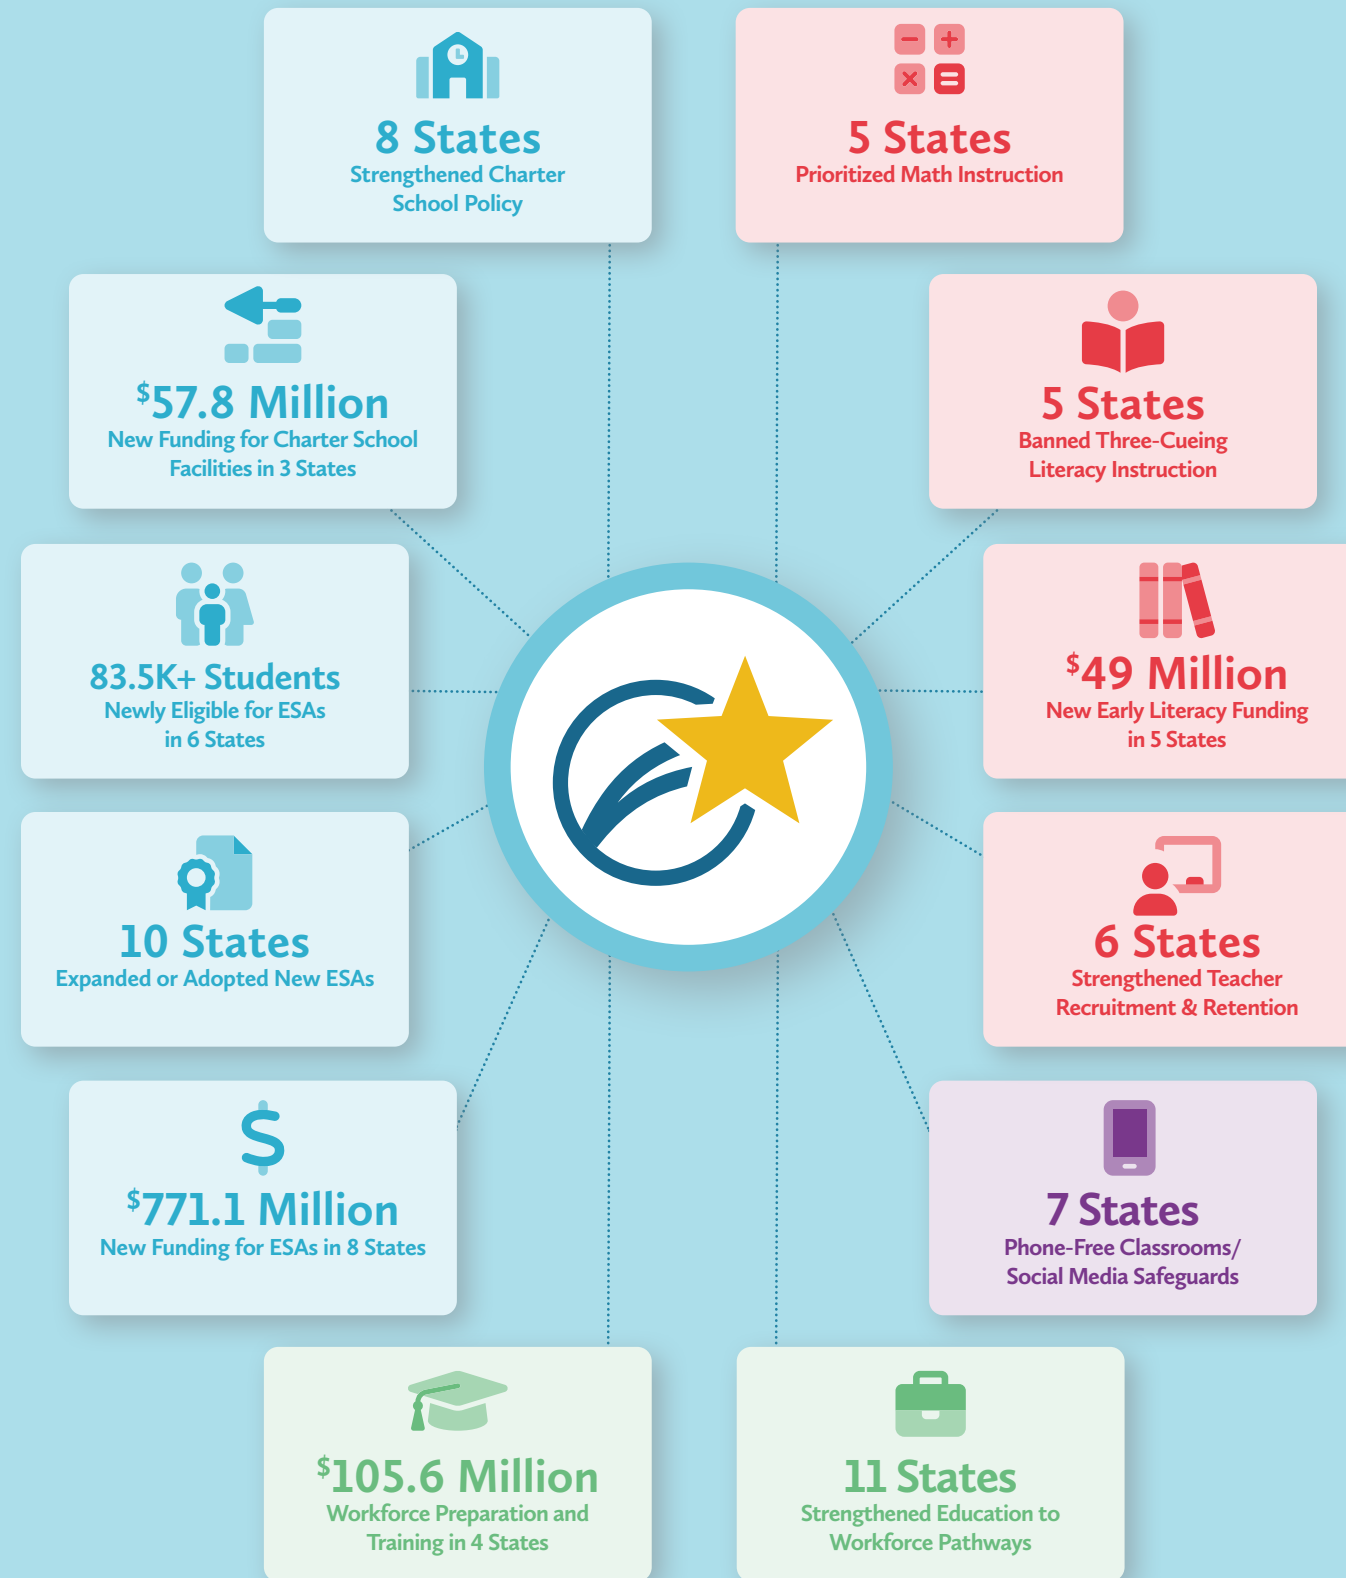 8 States
Strengthened Charter
School Policy
5 States
Prioritized Math Instruction
$57.8 Million
New Funding for Charter School
Facilities in 3 States
5 States
Banned Three-Cueing
Literacy Instruction
83.5K+ Students
Newly Eligible for ESAs
in 6 States
$49 Million
New Early Literacy Funding
in 5 States
10 States
Expanded or Adopted New ESAs
6 States
Strengthened Teacher
Recruitment & Retention
$771.1 Million
New Funding for ESAs in 8 States
7 States
Phone-Free Classrooms/
Social Media Safeguards
$105.6 Million
Workforce Preparation and
Training in 4 States
11 States
Strengthened Education to
Workforce Pathways